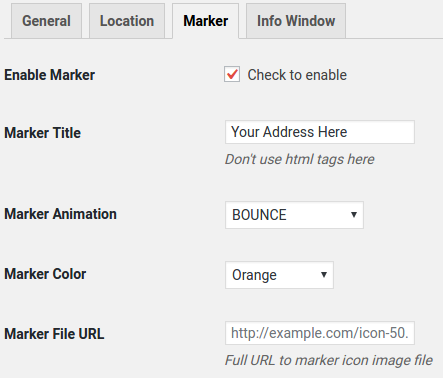 General Location Marker Info Window
Enable Marker Check to enable
Marker Title Your Address Here
Don't use html tags here
Marker Animation BOUNCE
Marker Color Orange
Marker File URL http://example.com/icon-50.
Full URL to marker icon image file